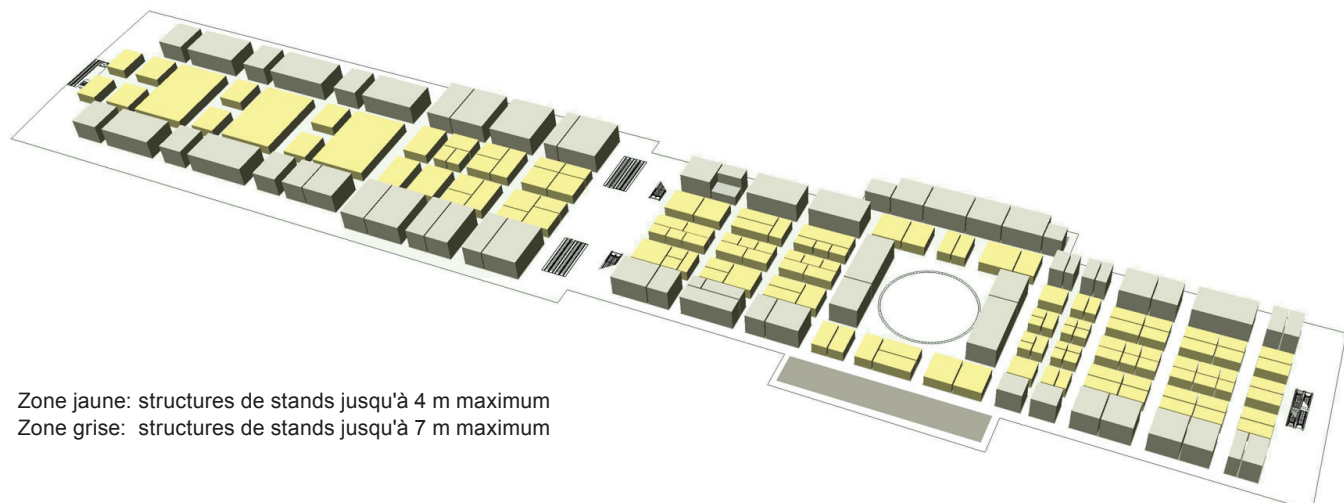 Zone jaune: structures de stands jusqu'à 4 m maximum
Zone grise: structures de stands jusqu'à 7 m maximum